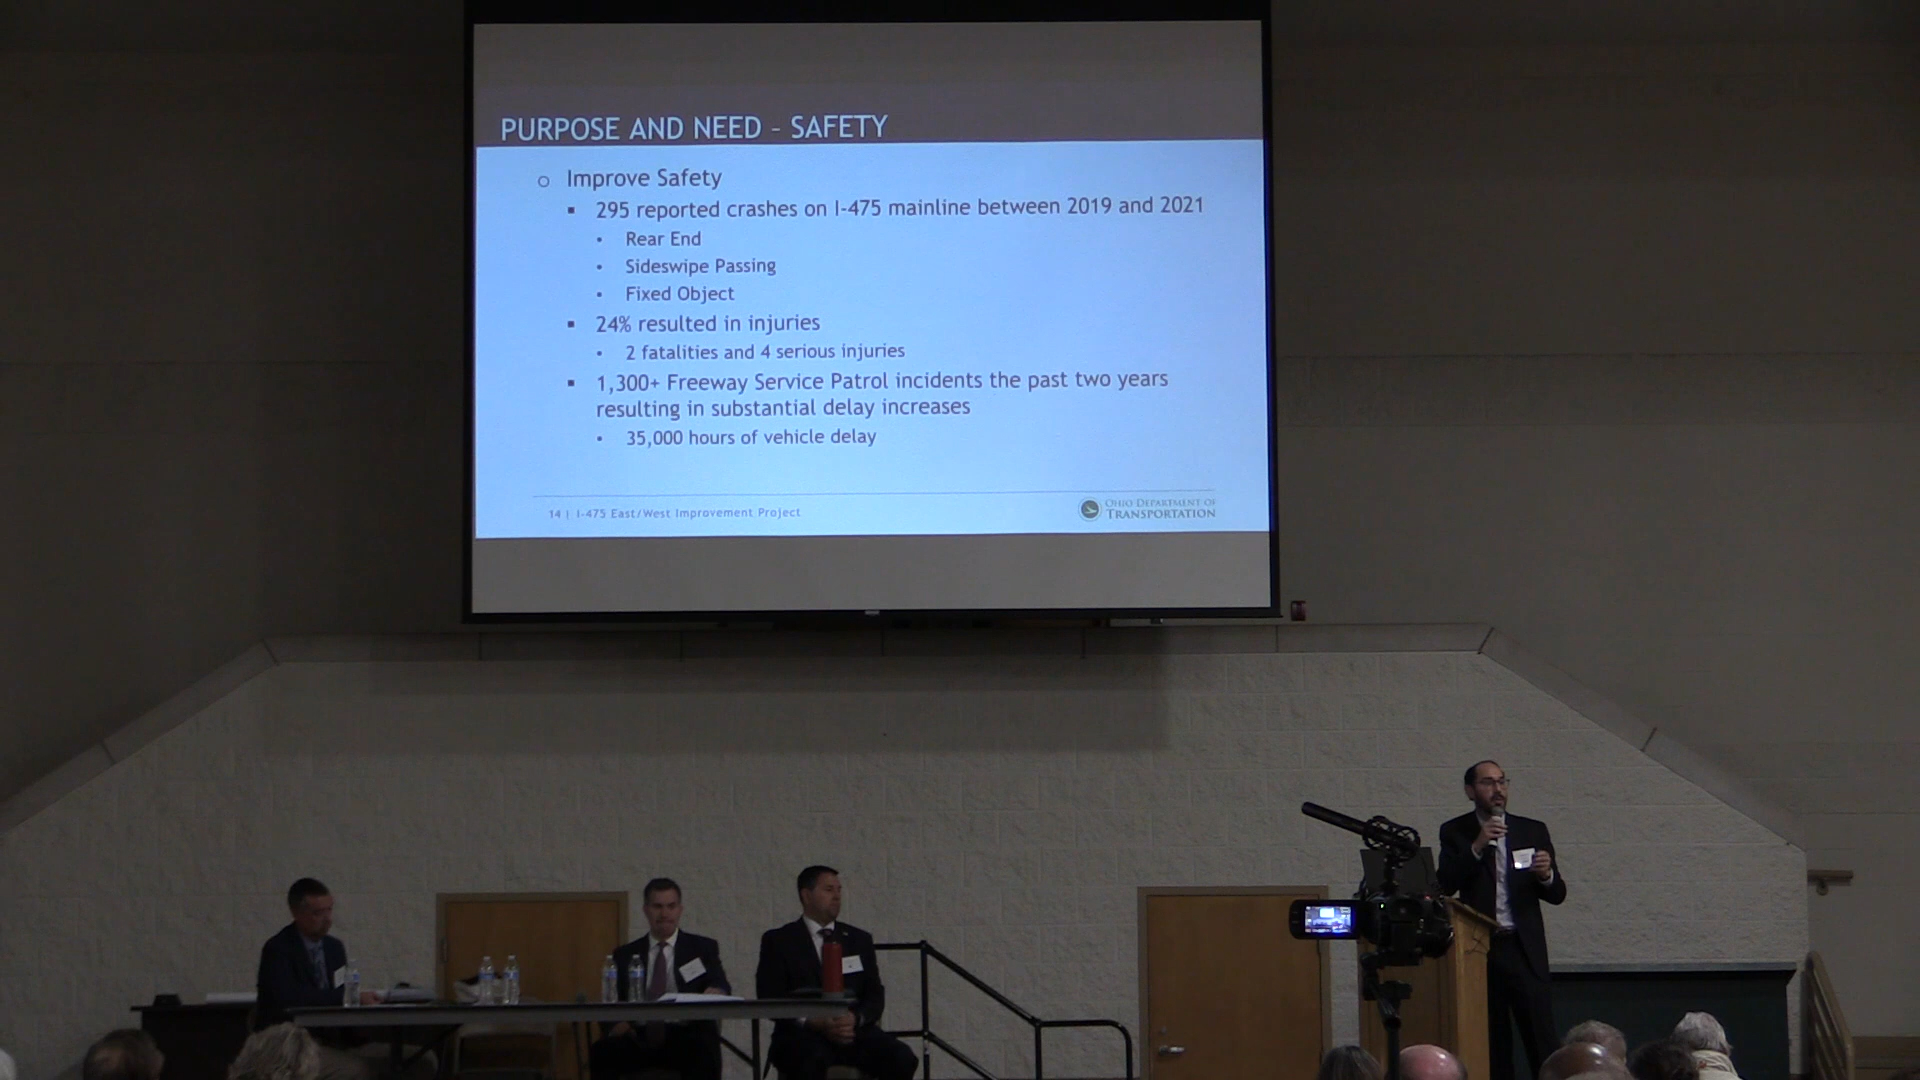 PURPOSE AND NEED – SAFETY
Improve Safety
295 reported crashes on I-475 mainline between 2019 and 2021
Rear End
Sideswipe Passing
Fixed Object
24% resulted in injuries
2 fatalities and 4 serious injuries
1,300+ Freeway Service Patrol incidents the past two years
resulting in substantial delay increases
35,000 hours of vehicle delay
14 | I-475 East/West Improvement Project
OHIO DEPARTMENT OF
TRANSPORTATION